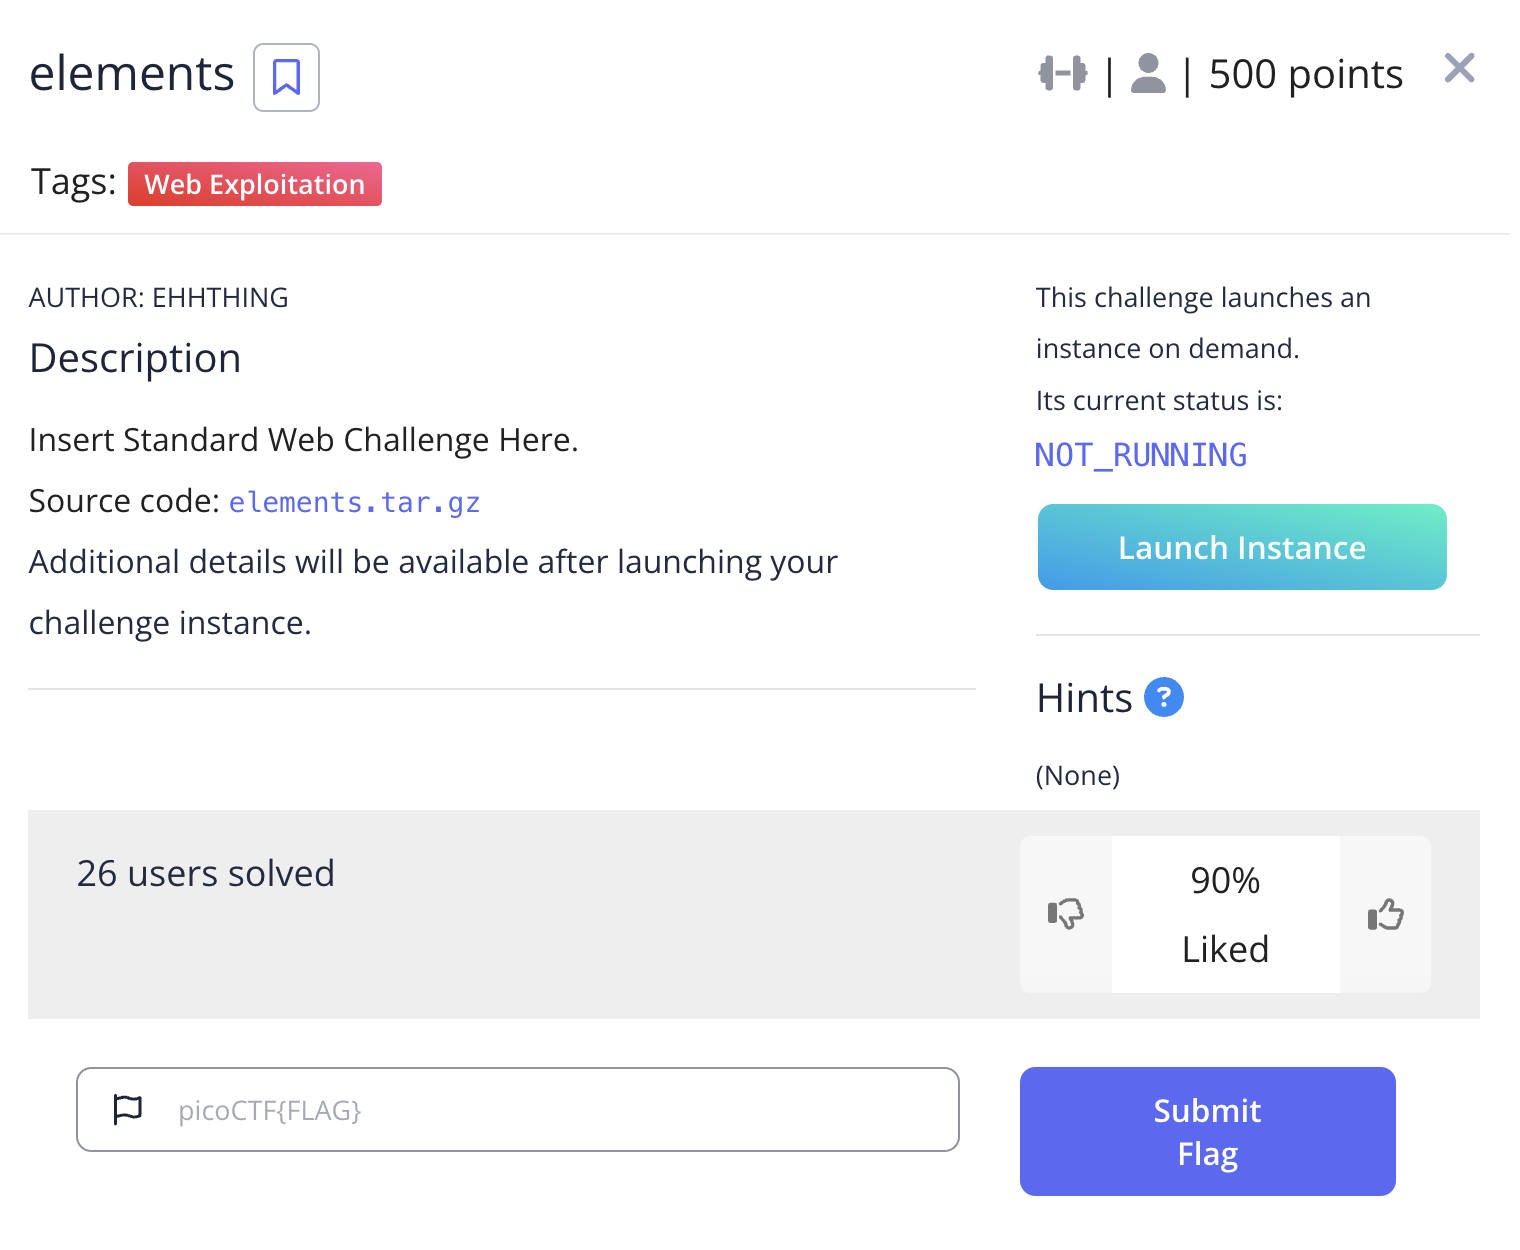 elements
| | 500 points
Tags: Web Exploitation
AUTHOR: EHHTHING
Description
Insert Standard Web Challenge Here.
Source code: elements.tar.gz
Additional details will be available after launching your
challenge instance.
This challenge launches an
instance on demand.
Its current status is:
NOT_RUNNING
Launch Instance
Hints ?
(None)
26 users solved
90%
Liked
picoCTF{FLAG}
Submit
Flag